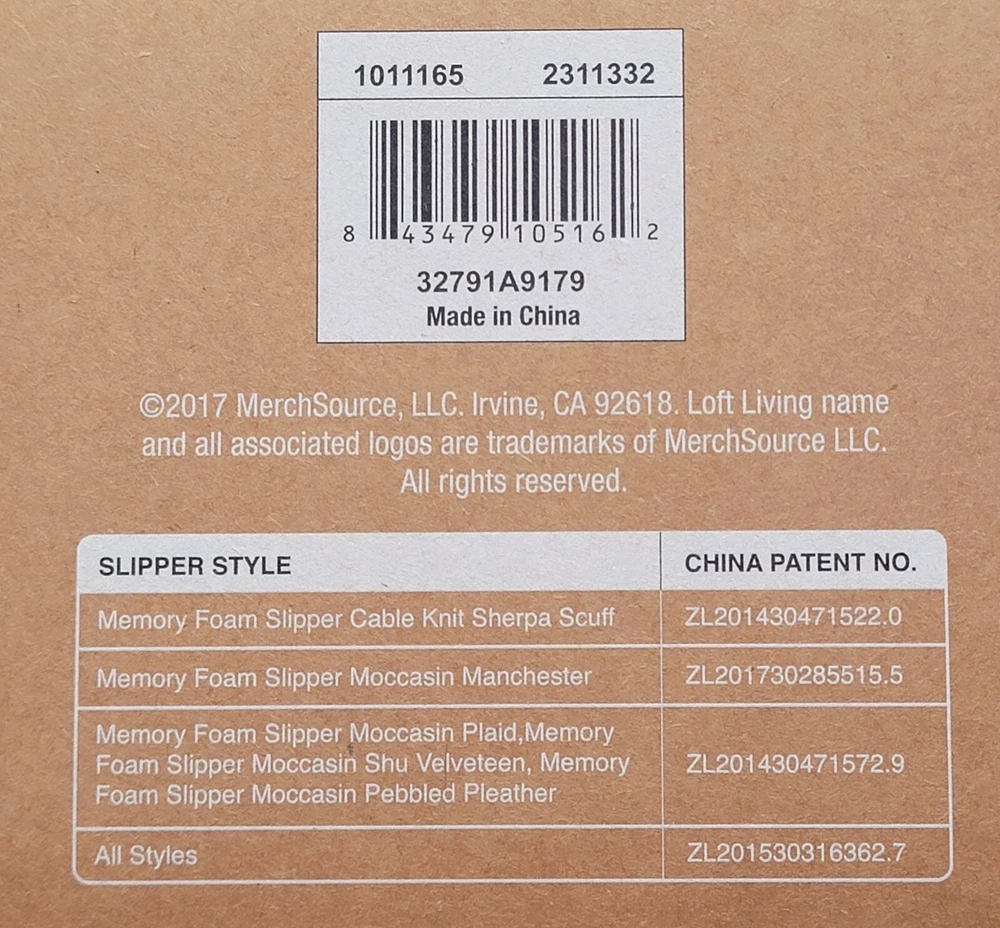 1011165 2311332
8 43479 10516 2
32791A9179
Made in China
©2017 MerchSource, LLC. Irvine, CA 92618. Loft Living name
and all associated logos are trademarks of MerchSource LLC.
All rights reserved.
SLIPPER STYLE CHINA PATENT NO.
Memory Foam Slipper Cable Knit Sherpa Scuff ZL201430471522.0
Memory Foam Slipper Moccasin Manchester ZL201730285515.5
Memory Foam Slipper Moccasin Plaid,Memory
Foam Slipper Moccasin Shu Velveteen, Memory ZL201430471572.9
Foam Slipper Moccasin Pebbled Pleather
All Styles ZL201530316362.7